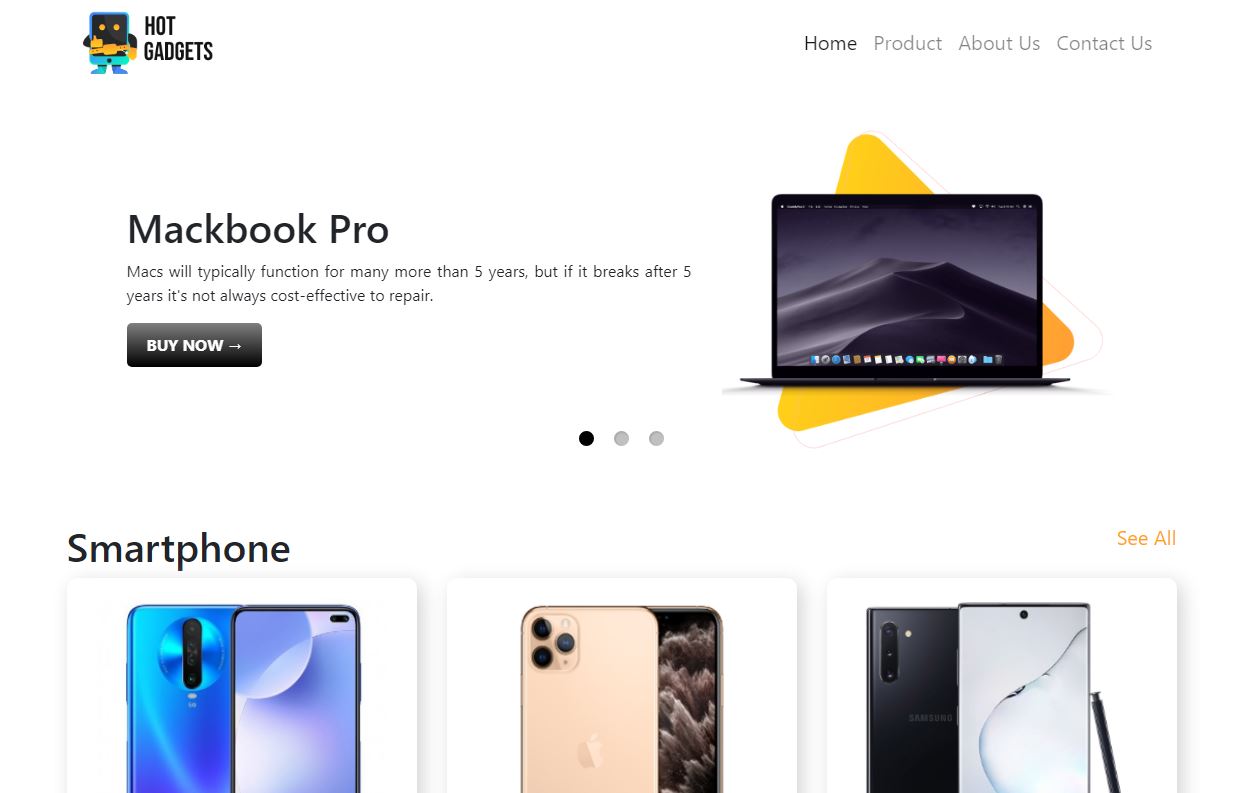 HOT
GADGETS
Home Product About Us Contact Us
Mackbook Pro
Macs will typically function for many more than 5 years, but if it breaks after 5
years it's not always cost-effective to repair.
BUY NOW →
Smartphone
See All
SAMSUNG